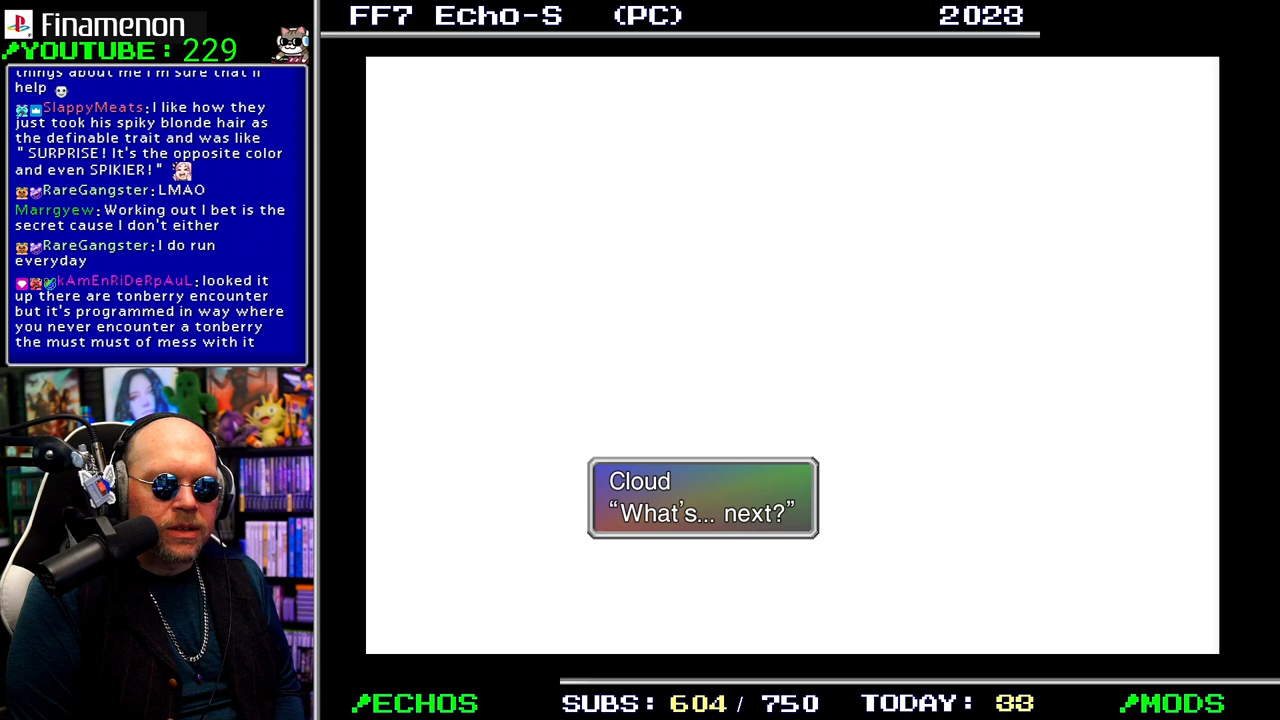 Finamenon
/YOUTUBE: 229
things about me I'm sure that'll
help
SlappyMeats: I like how they
just took his spiky blonde hair as
the definable trait and was like
" SURPRISE! It's the opposite color
and even SPIKIER!"
RareGangster: LMAO
Marrgyew: Working out I bet is the
secret cause I don't either
RareGangster: I do run
everyday
kAmEnRiDeRpAuL: looked it
up there are tonberry encounter
but it's programmed in way where
you never encounter a tonberry
the must must of mess with it
FF7 Echo-S (PC) 2023
Cloud
“What's... next?”
/ECHOS SUBS: 604/ 750 TODAY: 33 /MODS